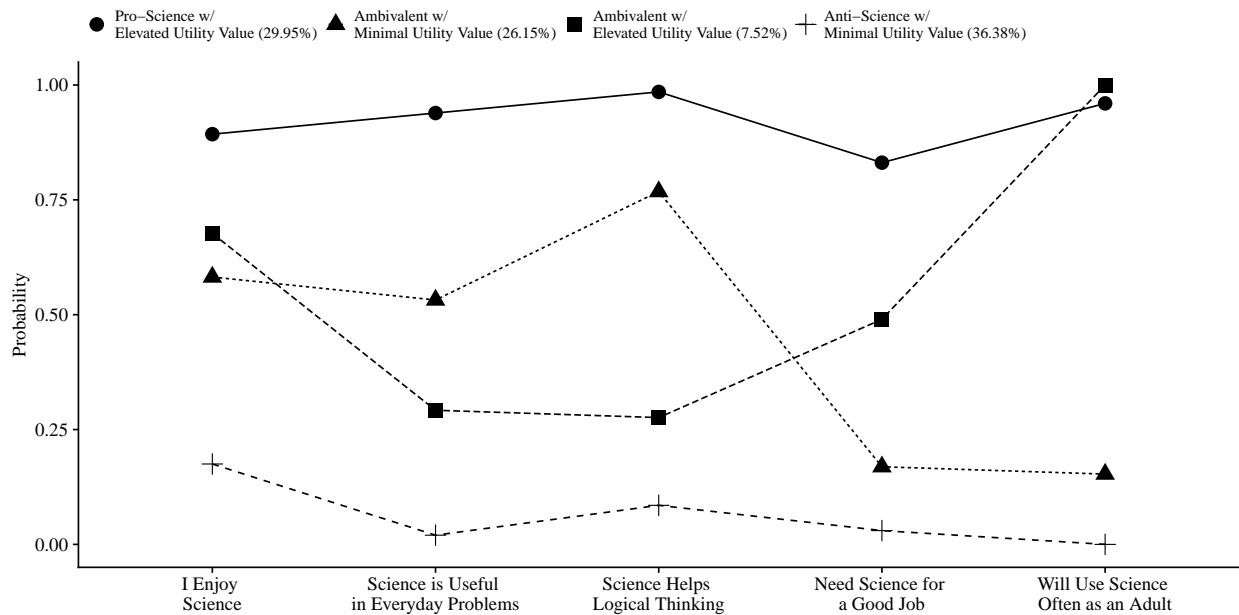 Pro−Science w/
Elevated Utility Value (29.95%)
Ambivalent w/
Minimal Utility Value (26.15%)
Ambivalent w/
Elevated Utility Value (7.52%)
Anti−Science w/
Minimal Utility Value (36.38%)
Probability
1.00
0.75
0.50
0.25
0.00
I Enjoy
Science
Science is Useful
in Everyday Problems
Science Helps
Logical Thinking
Need Science for
a Good Job
Will Use Science
Often as an Adult